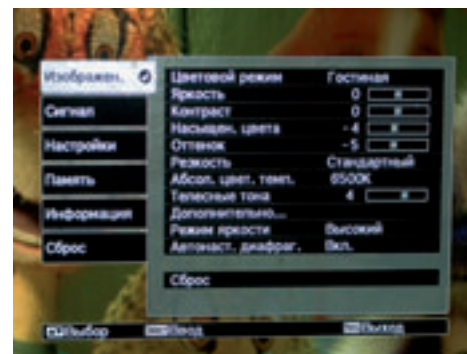 Изображен.
Сигнал
Настройки
Память
Информация
Сброс
Цветовой режим Гостиная
Яркость 0
Контраст 0
Насыщен. цвета -4
Оттенок -5
Резкость Стандартный
Абсол. цвет. темп. 6500K
Телесные тона 4
Дополнительно...
Режим яркости Высокий
Автонаст. диафраг. Вкл.
Сброс
Выбор Ввод Выход